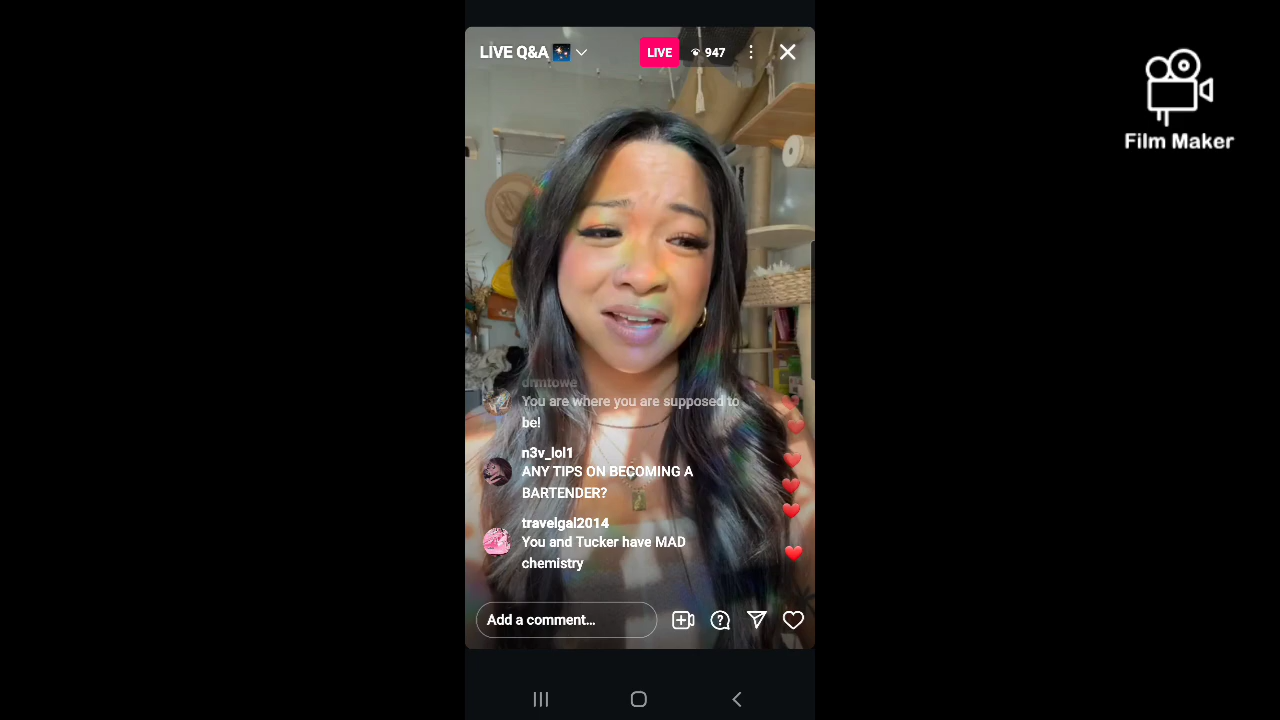 LIVE Q&A
LIVE
947
Film Maker
drmtowe
You are where you are supposed to
be!
n3v_lol1
ANY TIPS ON BECOMING A
BARTENDER?
travelgal2014
You and Tucker have MAD
chemistry
Add a comment...